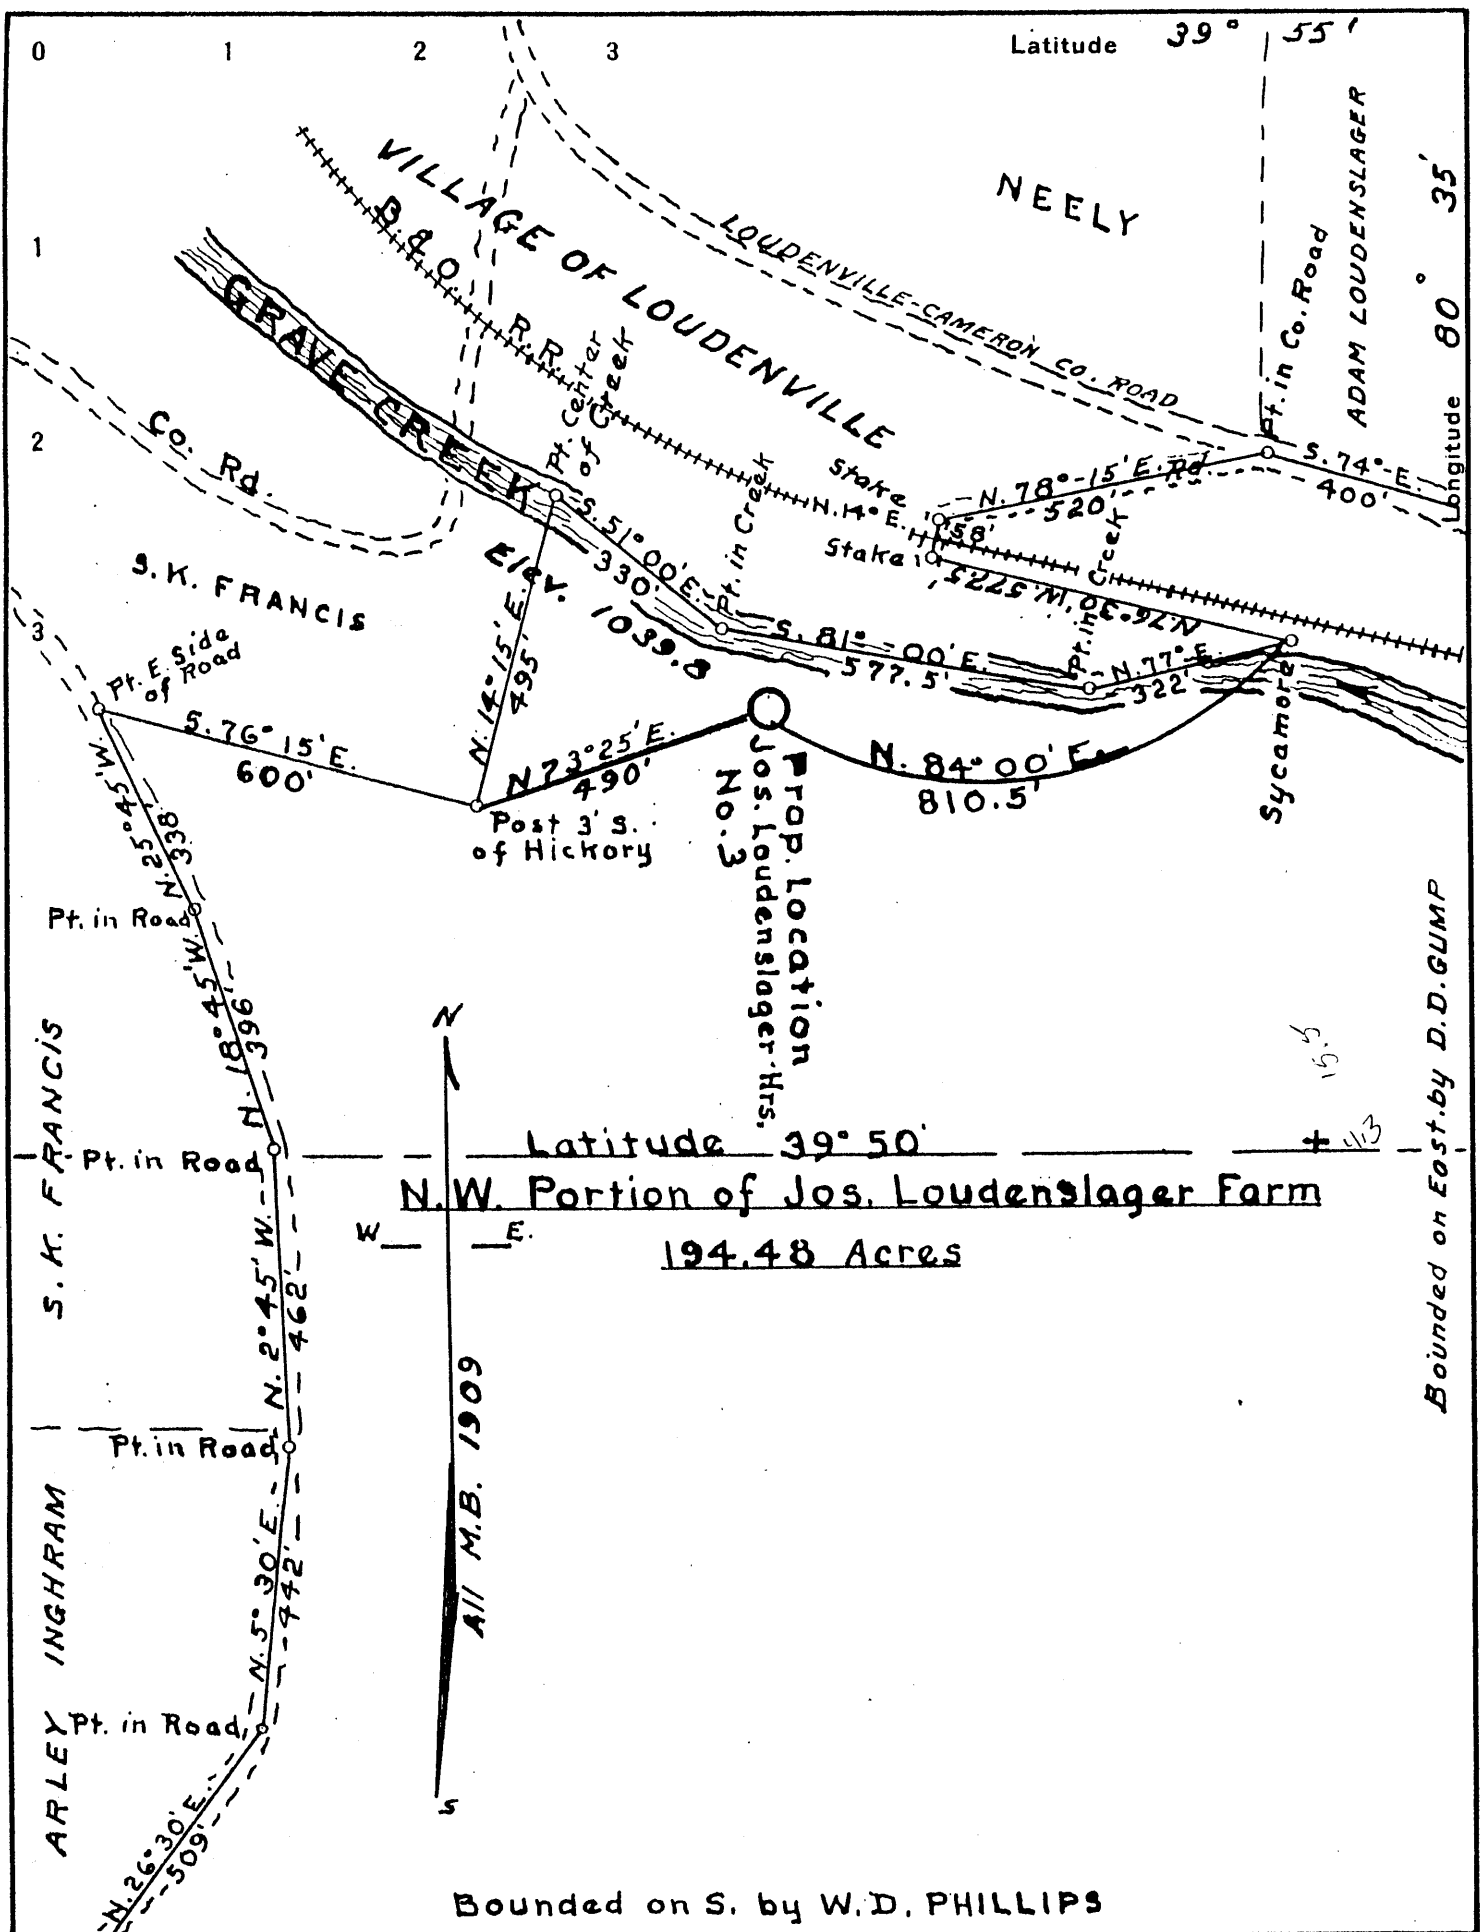 0 1 2 3
Latitude 39° 55'
1
2
3
Longitude 80° 35'
NEELY
ADAM LOUDENSLAGER
VILLAGE OF LOUDENVILLE
B.&O. R.R.
LOUDENVILLE-CAMERON CO. ROAD
Pt. in Co. Road
GRAVE CREEK
Pt. Center
of Creek
Co. Rd.
S. 74°-E.
400'
Stake
N. 78°-15' E. Rd
520'
N. 14° E.
58'
Stake
S. 51°00' E.
330'
Pt. in Creek
N. 76°30' W. 577.5'
Pt. in Creek
S.K. FRANCIS
Elev. 1039.8
N. 14°15' E.
495'
S. 81° 00' E.
577.5'
N. 77° E.
322'
Pt. E. Side
of Road
S. 76° 15' E.
600'
N 73°25' E.
490'
N. 84° 00' E.
810.5'
Sycamore
Post 3' S.
of Hickory
Prop. Location
Jos. Loudenslager Hrs.
No. 3
N. 25°45' W.
338'
Pt. in Road
N. 18°45' W.
396'
Bounded on East by D.D. GUMP
N
S. K. FRANCIS
15.5
Pt. in Road
Latitude 39° 50'
+
N.W. Portion of Jos. Loudenslager Farm
W E.
194.48 Acres
N. 2°45' W.
462'
All M.B. 1909
Pt. in Road
N. 5° 30' E.
442'
ARLEY INGHRAM
Pt. in Road
S
N. 26°30' E.
509'
Bounded on S. by W.D. PHILLIPS